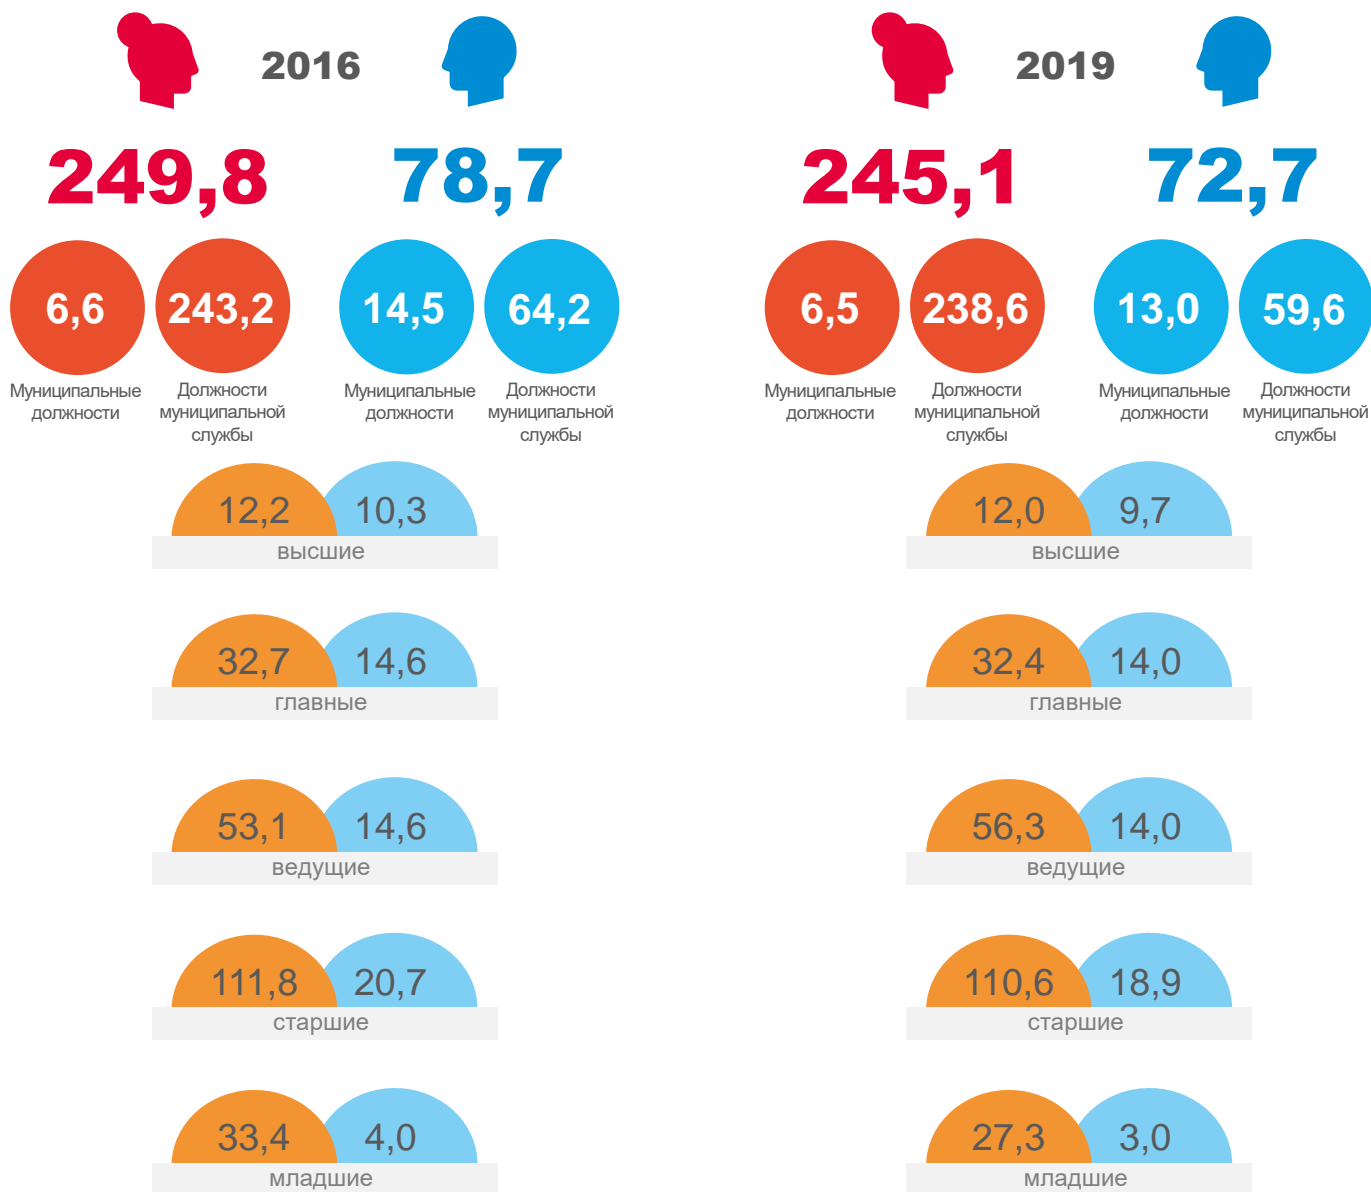 2016
249,8
78,7
6,6
243,2
14,5
64,2
Муниципальные
должности
Должности
муниципальной
службы
Муниципальные
должности
Должности
муниципальной
службы
12,2
10,3
высшие
32,7
14,6
главные
53,1
14,6
ведущие
111,8
20,7
старшие
33,4
4,0
младшие
2019
245,1
72,7
6,5
238,6
13,0
59,6
Муниципальные
должности
Должности
муниципальной
службы
Муниципальные
должности
Должности
муниципальной
службы
12,0
9,7
высшие
32,4
14,0
главные
56,3
14,0
ведущие
110,6
18,9
старшие
27,3
3,0
младшие